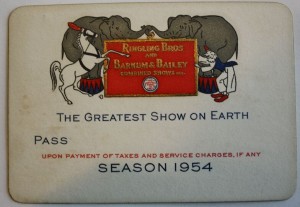 RINGLING BROS
AND
BARNUM & BAILEY
COMBINED SHOWS INC.
THE GREATEST SHOW ON EARTH
PASS
UPON PAYMENT OF TAXES AND SERVICE CHARGES, IF ANY
SEASON 1954